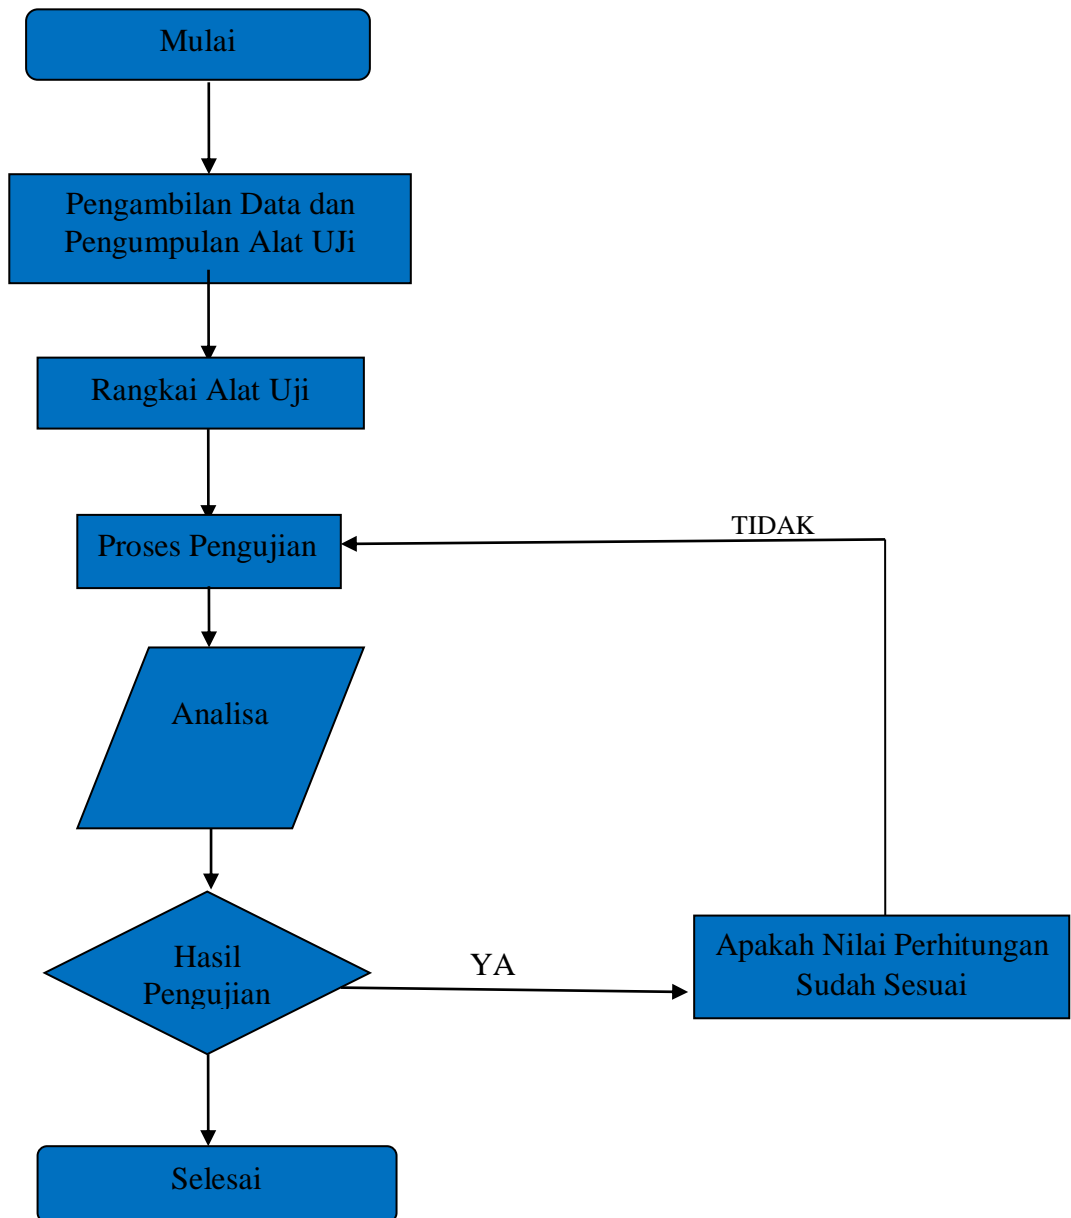 Mulai
Pengambilan Data dan
Pengumpulan Alat UJi
Rangkai Alat Uji
TIDAK
Proses Pengujian
Analisa
Hasil
Pengujian
YA
Apakah Nilai Perhitungan
Sudah Sesuai
Selesai